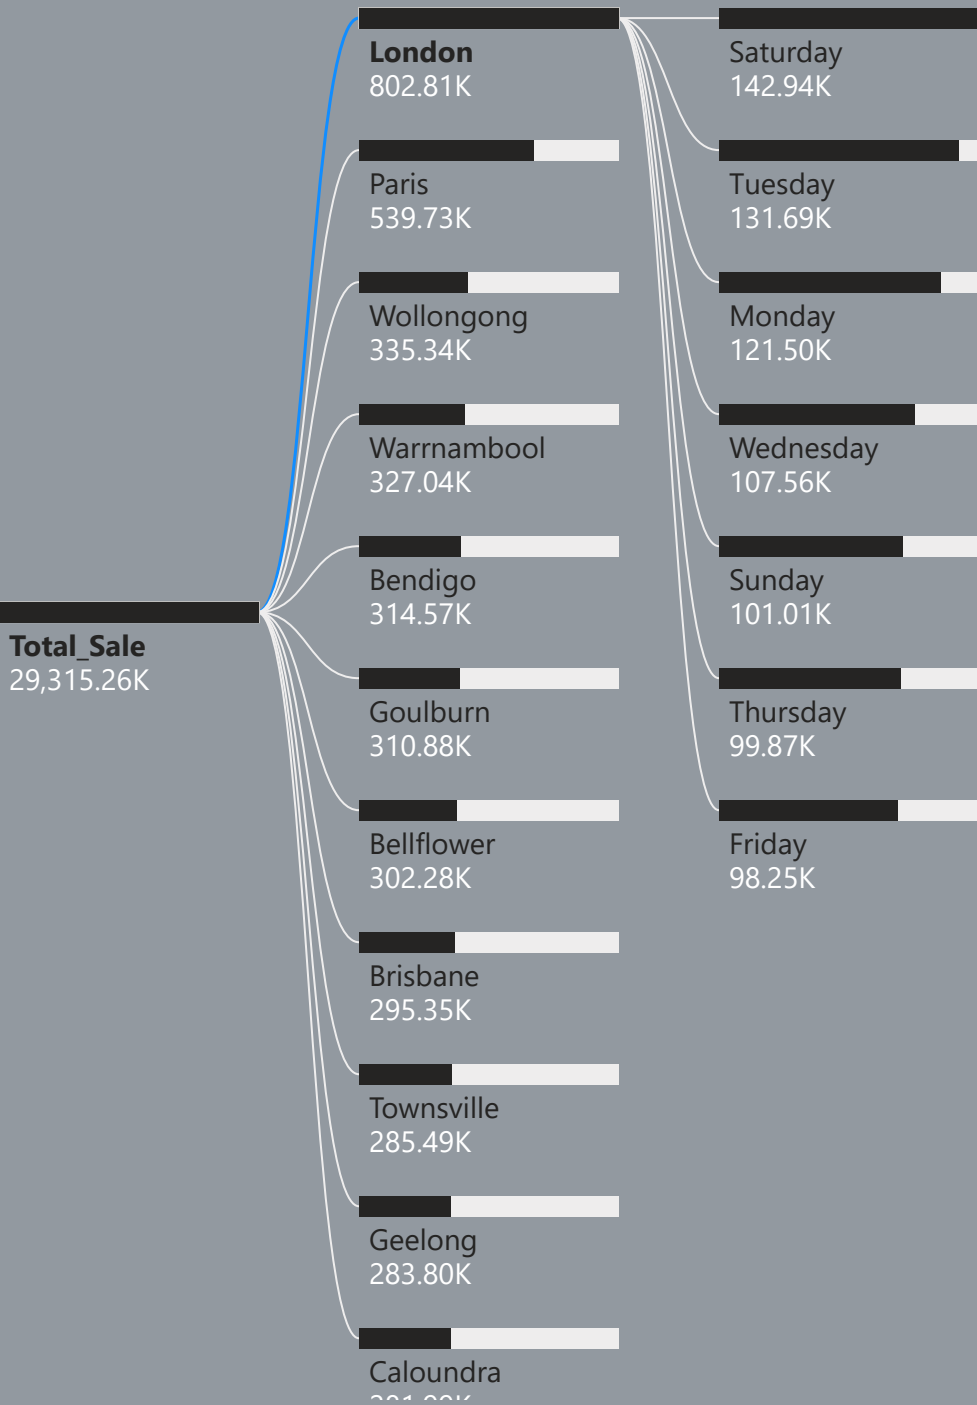 Total_Sale
29,315.26K
London
802.81K
Paris
539.73K
Wollongong
335.34K
Warrnambool
327.04K
Bendigo
314.57K
Goulburn
310.88K
Bellflower
302.28K
Brisbane
295.35K
Townsville
285.49K
Geelong
283.80K
Caloundra
Saturday
142.94K
Tuesday
131.69K
Monday
121.50K
Wednesday
107.56K
Sunday
101.01K
Thursday
99.87K
Friday
98.25K